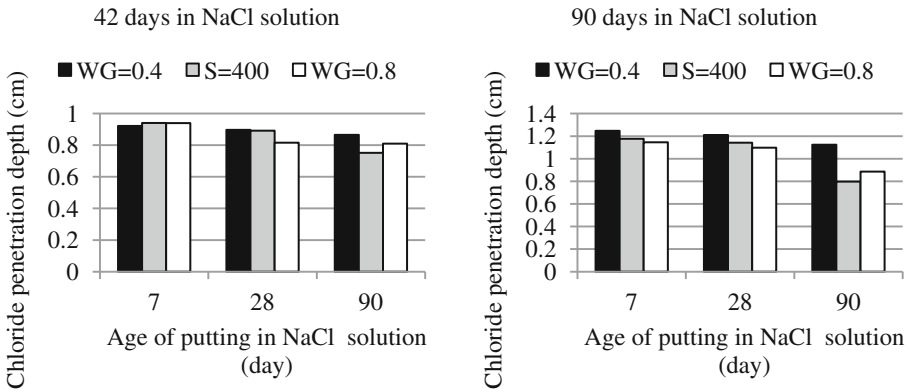 42 days in NaCl solution
WG=0.4 S=400 WG=0.8
Chloride penetration depth (cm)
1
0.8
0.6
0.4
0.2
0
7 28 90
Age of putting in NaCl solution
(day)
90 days in NaCl solution
WG=0.4 S=400 WG=0.8
Chloride penetration depth (cm)
1.4
1.2
1
0.8
0.6
0.4
0.2
0
7 28 90
Age of putting in NaCl solution
(day)